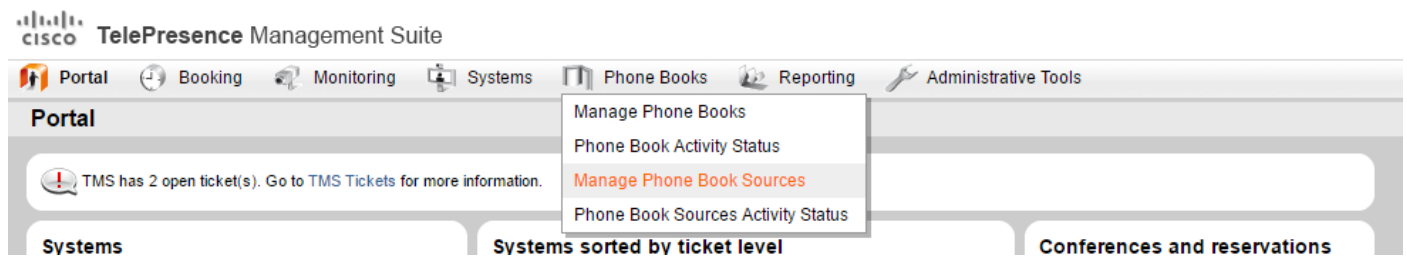 CISCO TelePresence Management Suite
Portal Booking Monitoring Systems Phone Books Reporting Administrative Tools
Portal
Manage Phone Books
Phone Book Activity Status
TMS has 2 open ticket(s). Go to TMS Tickets for more information.
Manage Phone Book Sources
Phone Book Sources Activity Status
Systems
Systems sorted by ticket level
Conferences and reservations